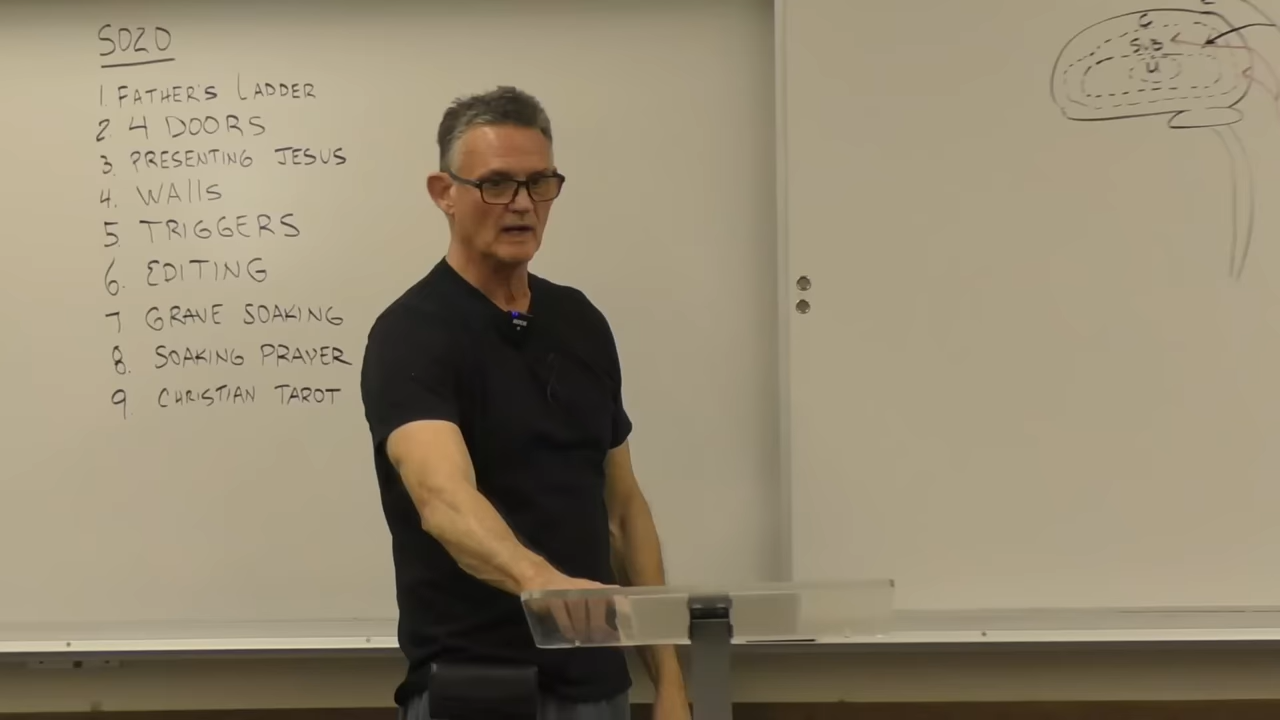 SOZO
1. FATHER'S LADDER
2 4 DOORS
3. PRESENTING JESUS
4. WALLS
5. TRIGGERS
6. EDITING
7 GRAVE SOAKING
8. SOAKING PRAYER
9. CHRISTIAN TAROT
C
SUB
U